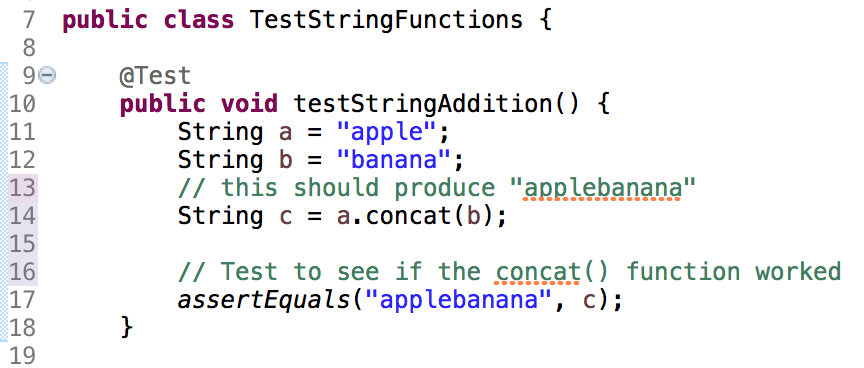 7 public class TestStringFunctions {
8
9 @Test
10 public void testStringAddition() {
11 String a = "apple";
12 String b = "banana";
13 // this should produce "applebanana"
14 String c = a.concat(b);
15
16 // Test to see if the concat() function worked
17 assertEquals("applebanana", c);
18 }
19